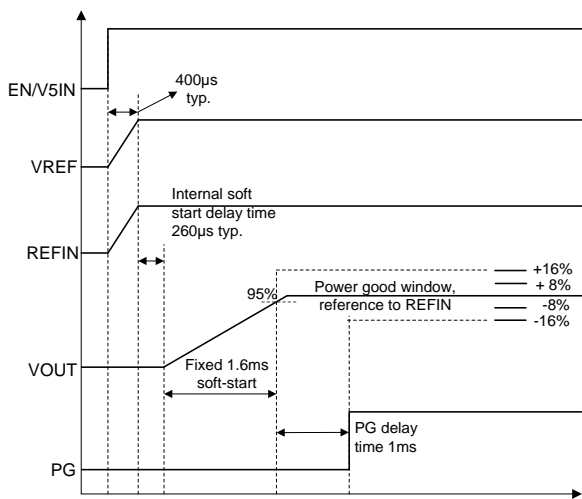 EN/V5IN
400µs
typ.
VREF
Internal soft
start delay time
260µs typ.
REFIN
+16%
+ 8%
95%
Power good window,
reference to REFIN
-8%
-16%
VOUT
Fixed 1.6ms
soft-start
PG delay
time 1ms
PG